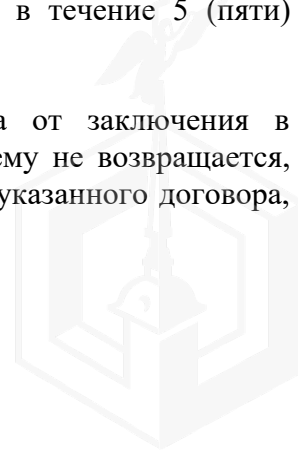 в течение 5 (пяти)
от заключения в
ему не возвращается,
указанного договора,